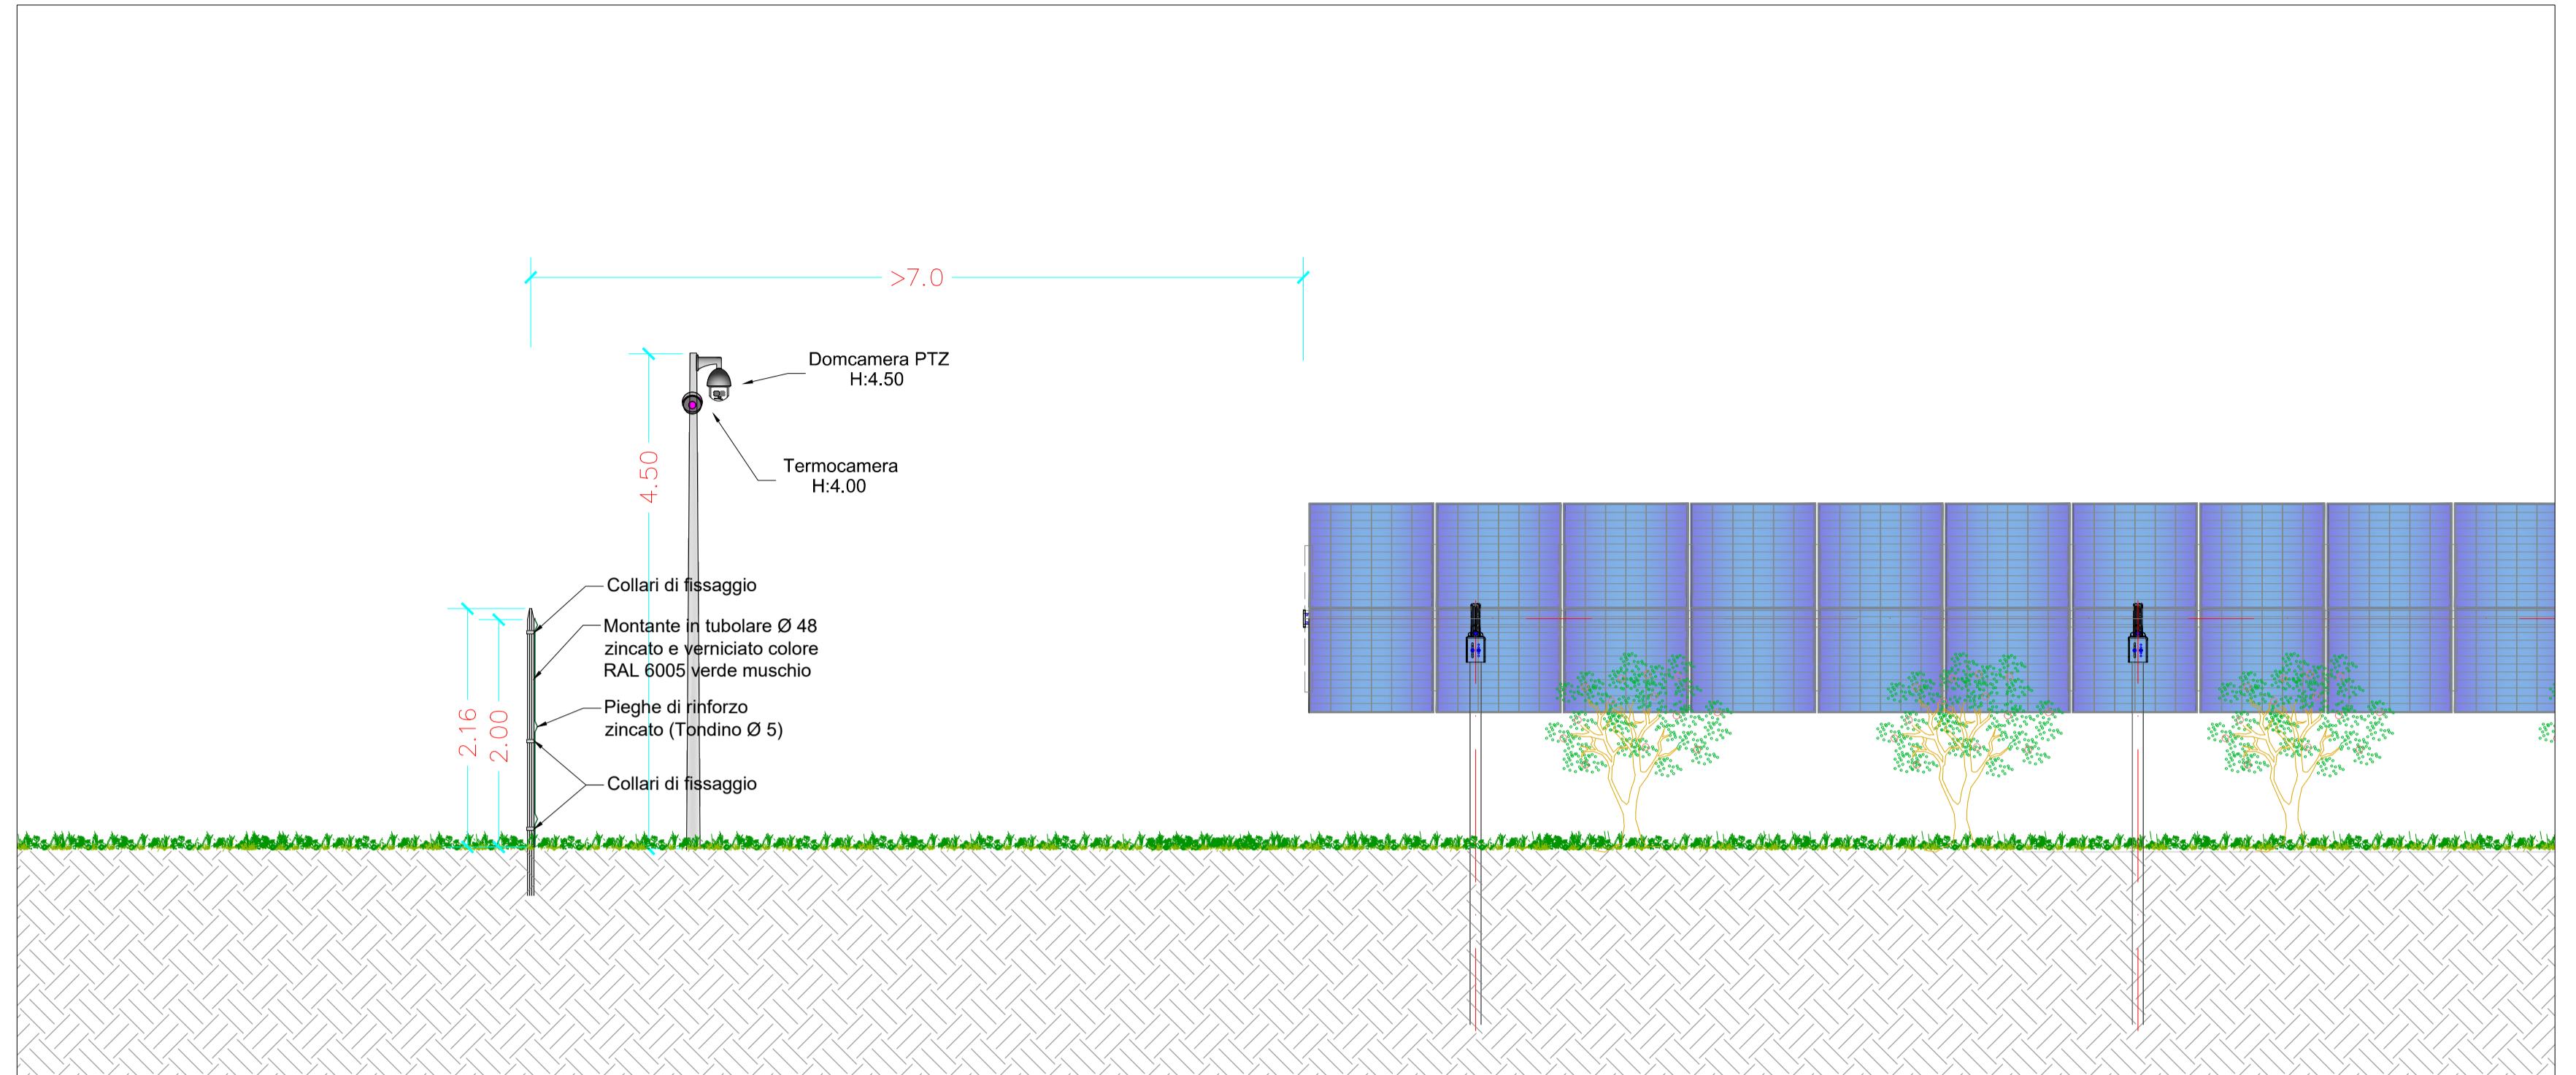 >7.0
Domcamera PTZ
H:4.50
Termocamera
H:4.00
4.50
Collari di fissaggio
Montante in tubolare Ø 48
zincato e verniciato colore
RAL 6005 verde muschio
Pieghe di rinforzo
zincato (Tondino Ø 5)
Collari di fissaggio
2.16
2.00